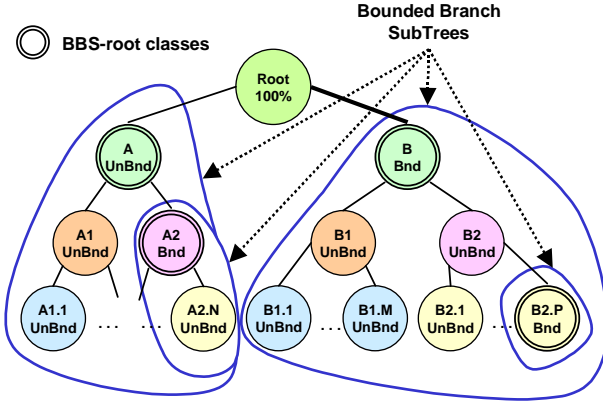 BBS-root classes
Bounded Branch
SubTrees
Root
100%
A
UnBnd
B
Bnd
A1
UnBnd
A2
Bnd
B1
UnBnd
B2
UnBnd
A1.1
UnBnd
... ...
A2.N
UnBnd
B1.1
UnBnd
...
B1.M
UnBnd
B2.1
UnBnd
...
B2.P
Bnd